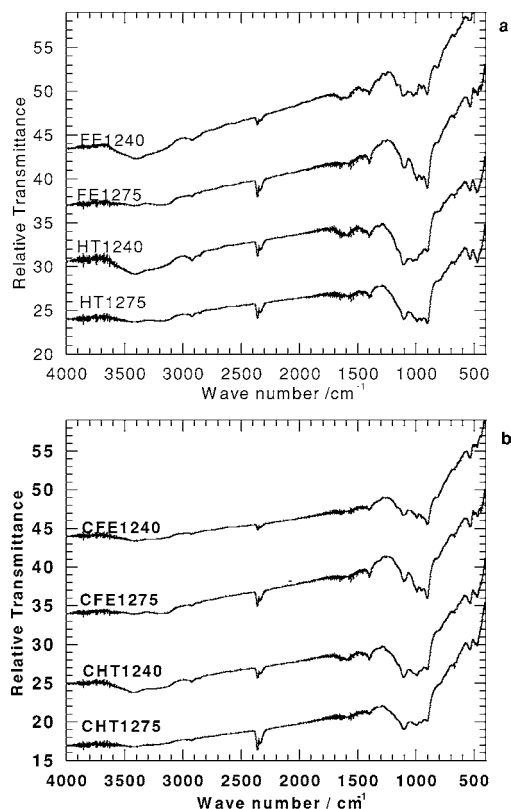 a
55
50
45
40
35
30
25
20
Relative Transmittance
FE1240
FE1275
HT1240
HT1275
4000 3500 3000 2500 2000 1500 1000 500
Wave number /cm-1
b
55
50
45
40
35
30
25
20
15
Relative Transmittance
CFE1240
CFE1275
CHT1240
CHT1275
4000 3500 3000 2500 2000 1500 1000 500
Wave number / cm-1